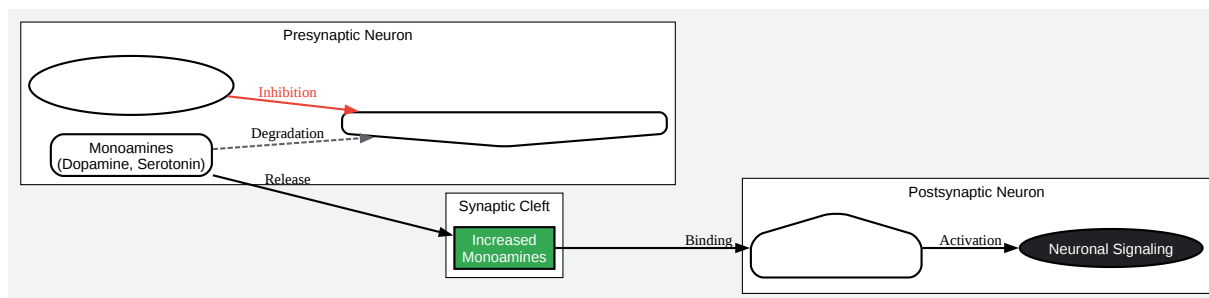 Presynaptic Neuron
Inhibition
Degradation
Monoamines
(Dopamine, Serotonin)
Release
Synaptic Cleft
Increased
Monoamines
Binding
Postsynaptic Neuron
Activation
Neuronal Signaling